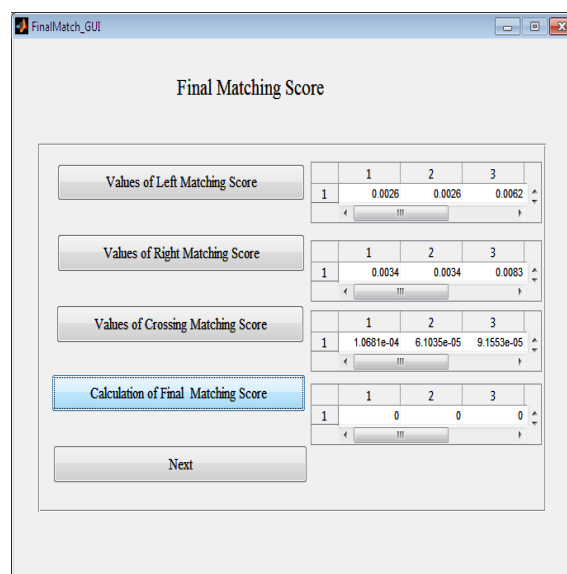 FinalMatch_GUI
Final Matching Score
Values of Left Matching Score
1 2 3
1 0.0026 0.0026 0.0062
Values of Right Matching Score
1 2 3
1 0.0034 0.0034 0.0083
Values of Crossing Matching Score
1 2 3
1 1.0681e-04 6.1035e-05 9.1553e-05
Calculation of Final Matching Score
1 2 3
1 0 0 0
Next